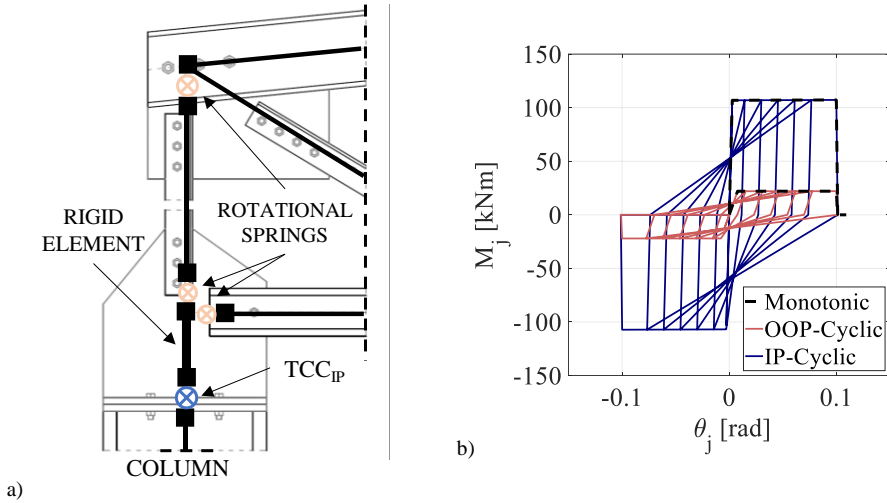 RIGID
ELEMENT
ROTATIONAL
SPRINGS
TCC_IP
COLUMN
a)
150
100
50
0
-50
-100
-150
-0.1
0
0.1
M_j [kNm]
θ_j [rad]
Monotonic
OOP-Cyclic
IP-Cyclic
b)